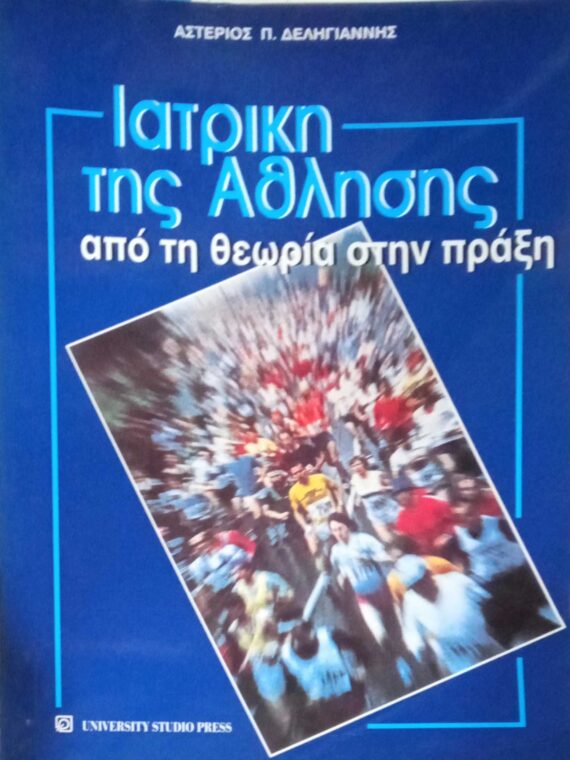 ΑΣΤΕΡΙΟΣ Π. ΔΕΛΗΓΙΑΝΝΗΣ
Ιατρικη
της Αθλησης
από τη θεωρία στην πράξη
UNIVERSITY STUDIO PRESS